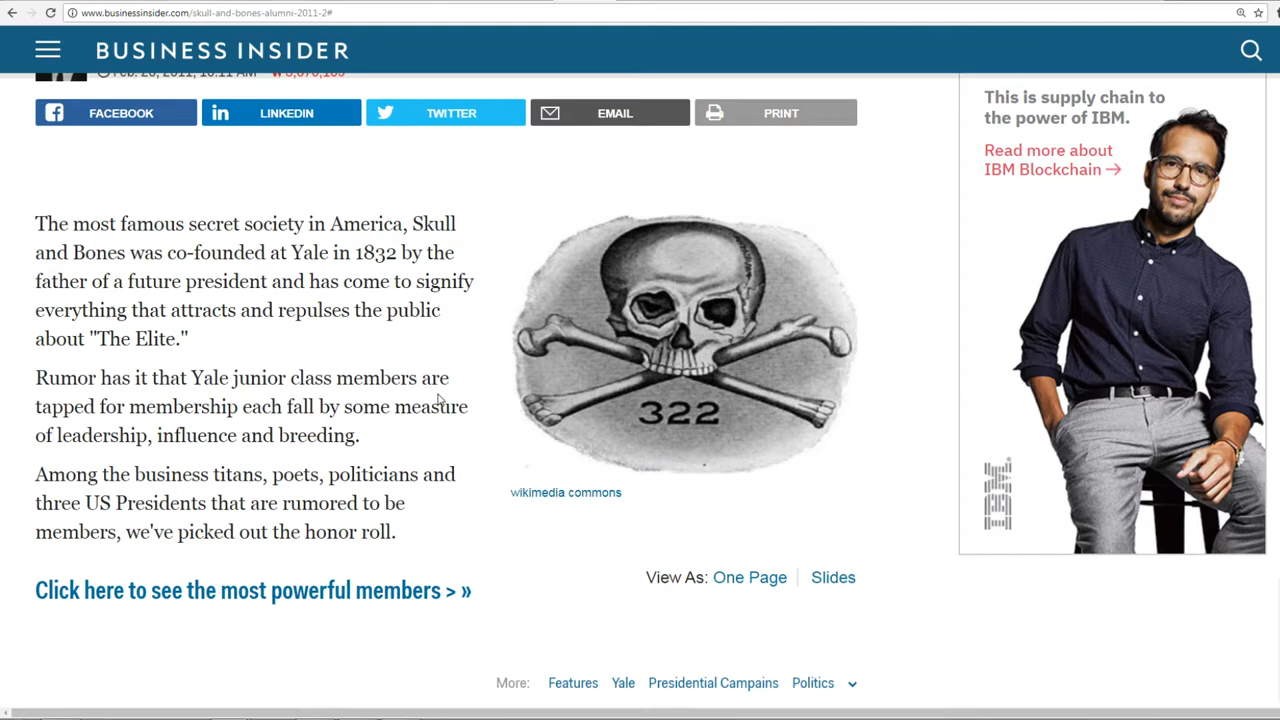 www.businessinsider.com/skull-and-bones-alumni-2011-2#
BUSINESS INSIDER
FACEBOOK
LINKEDIN
TWITTER
EMAIL
PRINT
The most famous secret society in America, Skull
and Bones was co-founded at Yale in 1832 by the
father of a future president and has come to signify
everything that attracts and repulses the public
about "The Elite."
Rumor has it that Yale junior class members are
tapped for membership each fall by some measure
of leadership, influence and breeding.
Among the business titans, poets, politicians and
three US Presidents that are rumored to be
members, we've picked out the honor roll.
Click here to see the most powerful members > »
322
wikimedia commons
View As: One Page Slides
More: Features Yale Presidential Campains Politics
This is supply chain to
the power of IBM.
Read more about
IBM Blockchain →
IBM